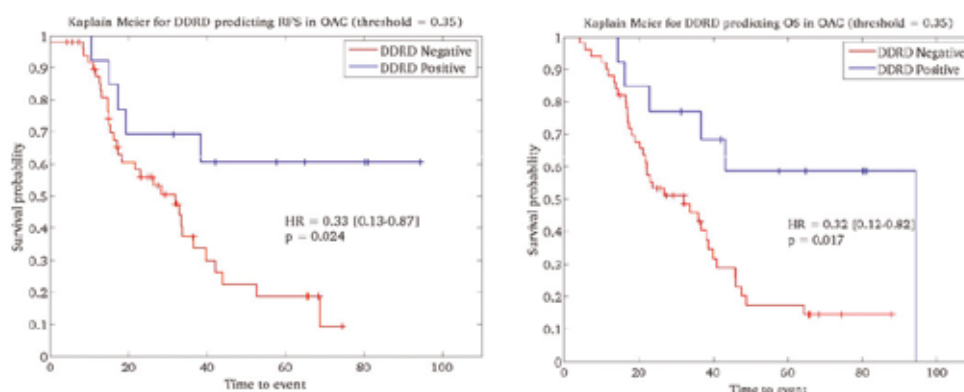 Kaplain Meier for DDRD predicting RFS in OAC (threshold = 0.35)
1
0.9
0.8
0.7
0.6
0.5
0.4
0.3
0.2
0.1
0
Survival probability
DDRD Negative
DDRD Positive
HR = 0.33 [0.13-0.87]
p = 0.024
0 20 40 60 80 100
Time to event
Kaplain Meier for DDRD predicting OS in OAC (threshold = 0.35)
1
0.9
0.8
0.7
0.6
0.5
0.4
0.3
0.2
0.1
0
Survival probability
DDRD Negative
DDRD Positive
HR = 0.32 [0.12-0.82]
p = 0.017
0 20 40 60 80 100
Time to event